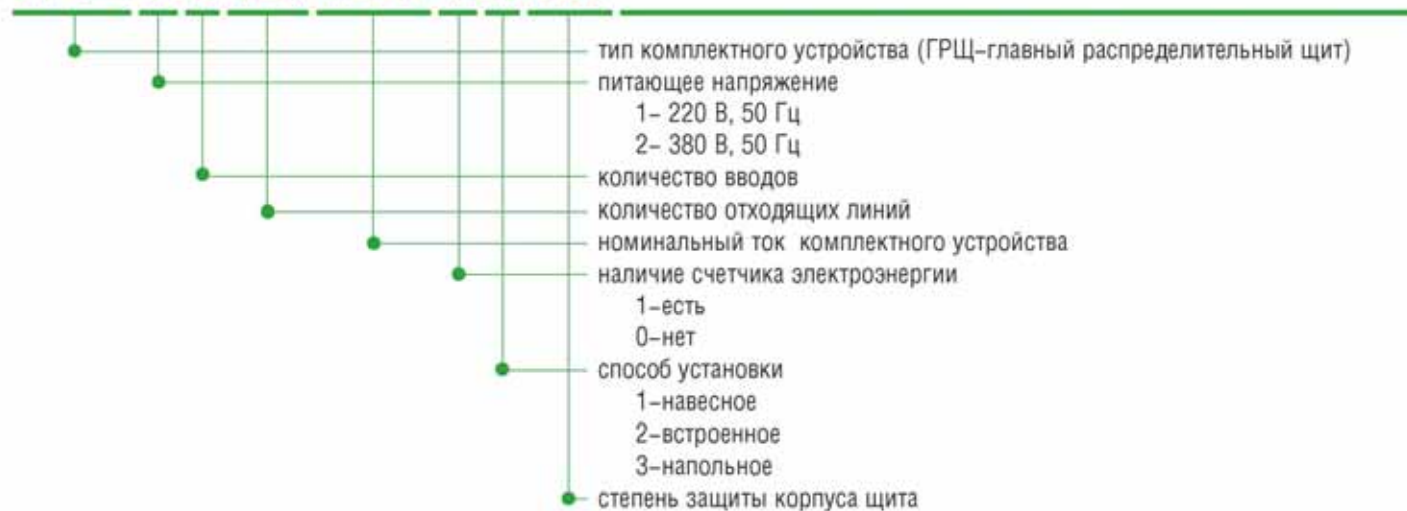 тип комплектного устройства (ГРЩ–главный распределительный щит)
питающее напряжение
1– 220 В, 50 Гц
2– 380 В, 50 Гц
количество вводов
количество отходящих линий
номинальный ток комплектного устройства
наличие счетчика электроэнергии
1–есть
0–нет
способ установки
1–навесное
2–встроенное
3–напольное
степень защиты корпуса щита